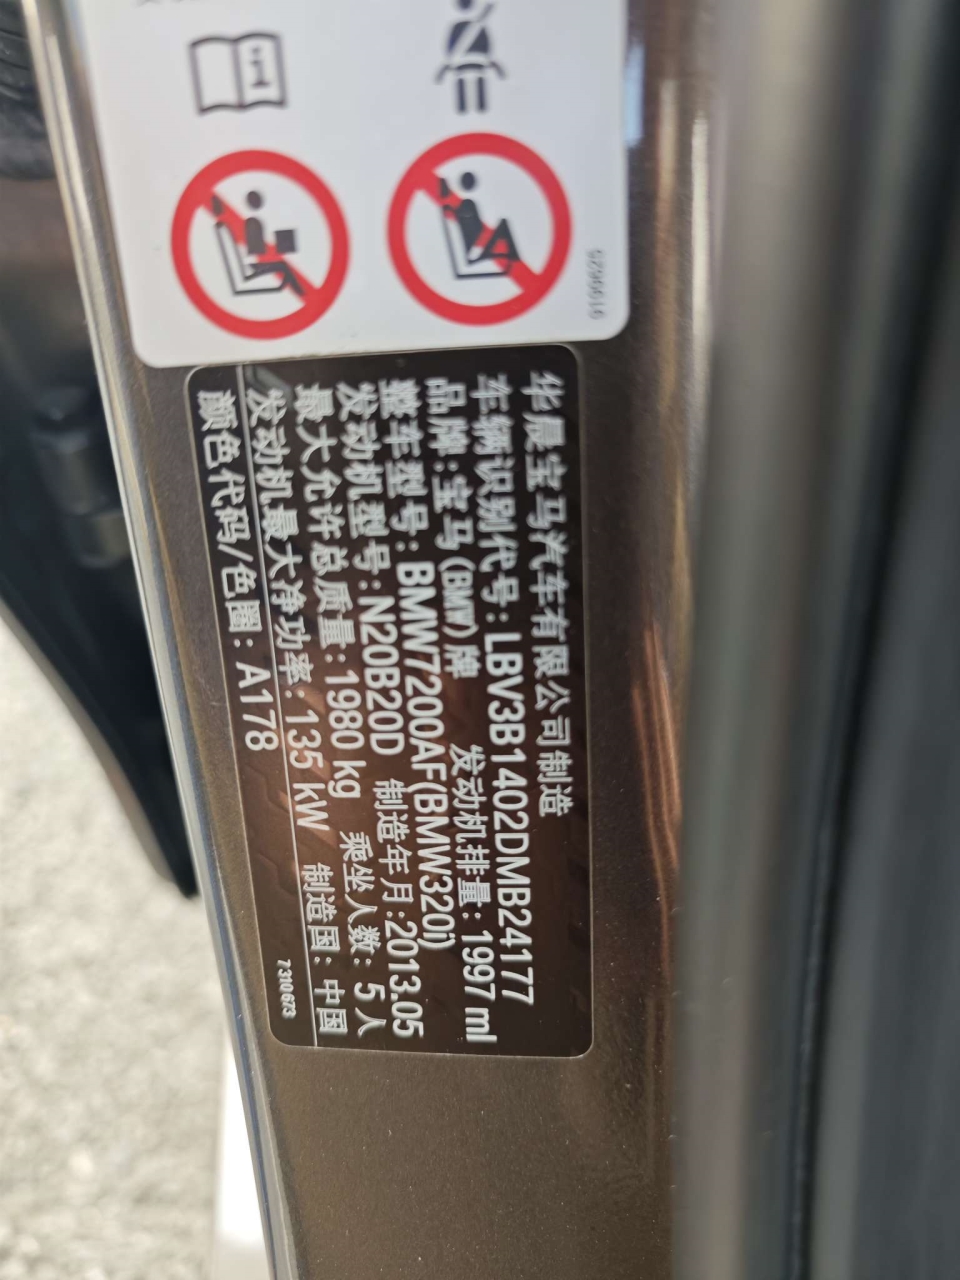 9299616
华晨宝马汽车有限公司制造
车辆识别代号：LBV3B1402DMB24177
品牌：宝马（BMW）牌 发动机排量：1997 ml
整车型号：BMW7200AF(BMW320i)
发动机型号：N20B20D 制造年月：2013.05
最大允许总质量：1980 kg 乘坐人数：5人
发动机最大净功率：135 kW 制造国：中国
颜色代码/色圈：A178
7310673